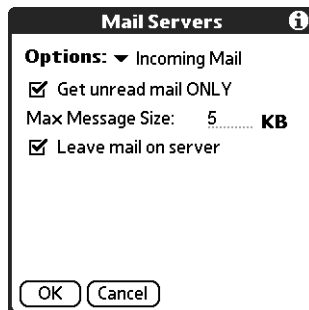 Mail Servers
Options: Incoming Mail
Get unread mail ONLY
Max Message Size: 5 KB
Leave mail on server
OK Cancel